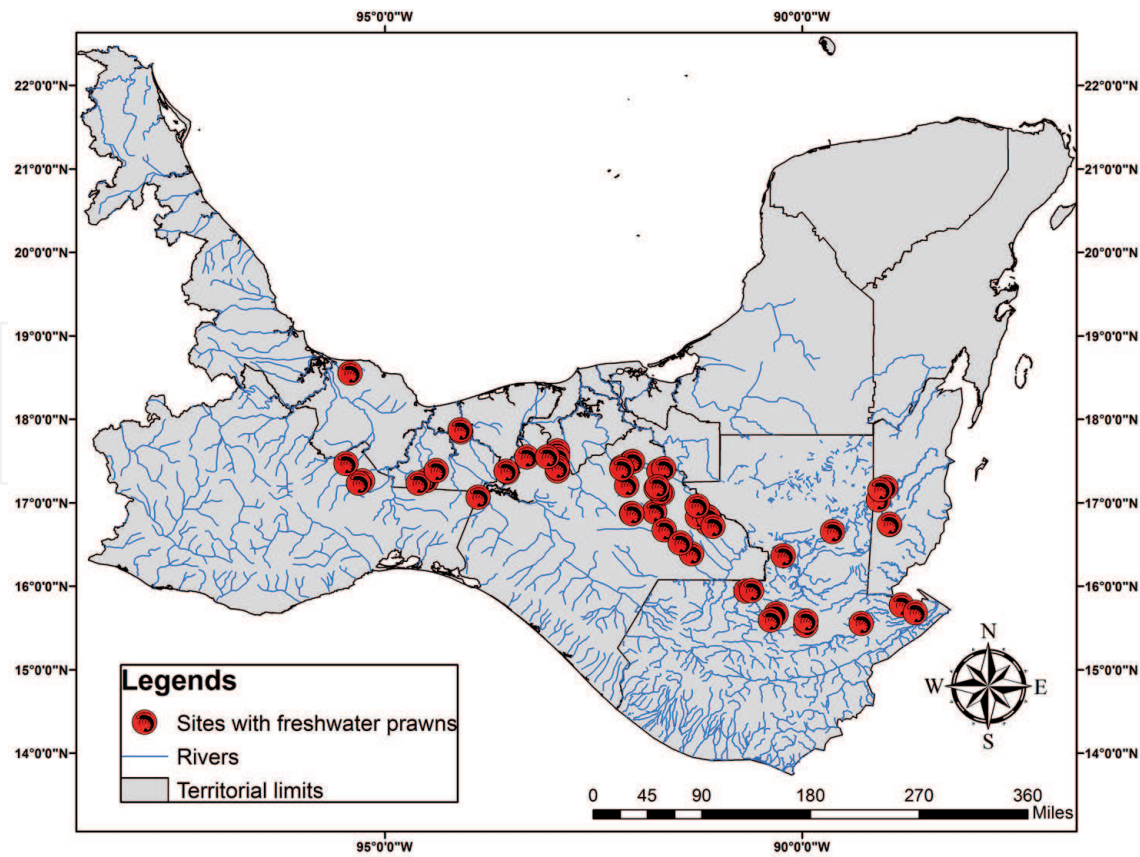 95°0'0"W 90°0'0"W
22°0'0"N 22°0'0"N
21°0'0"N 21°0'0"N
20°0'0"N 20°0'0"N
19°0'0"N 19°0'0"N
18°0'0"N 18°0'0"N
17°0'0"N 17°0'0"N
16°0'0"N 16°0'0"N
15°0'0"N 15°0'0"N
14°0'0"N 14°0'0"N
Legends
Sites with freshwater prawns
Rivers
Territorial limits
N
W E
S
0 45 90 180 270 360
Miles
95°0'0"W 90°0'0"W